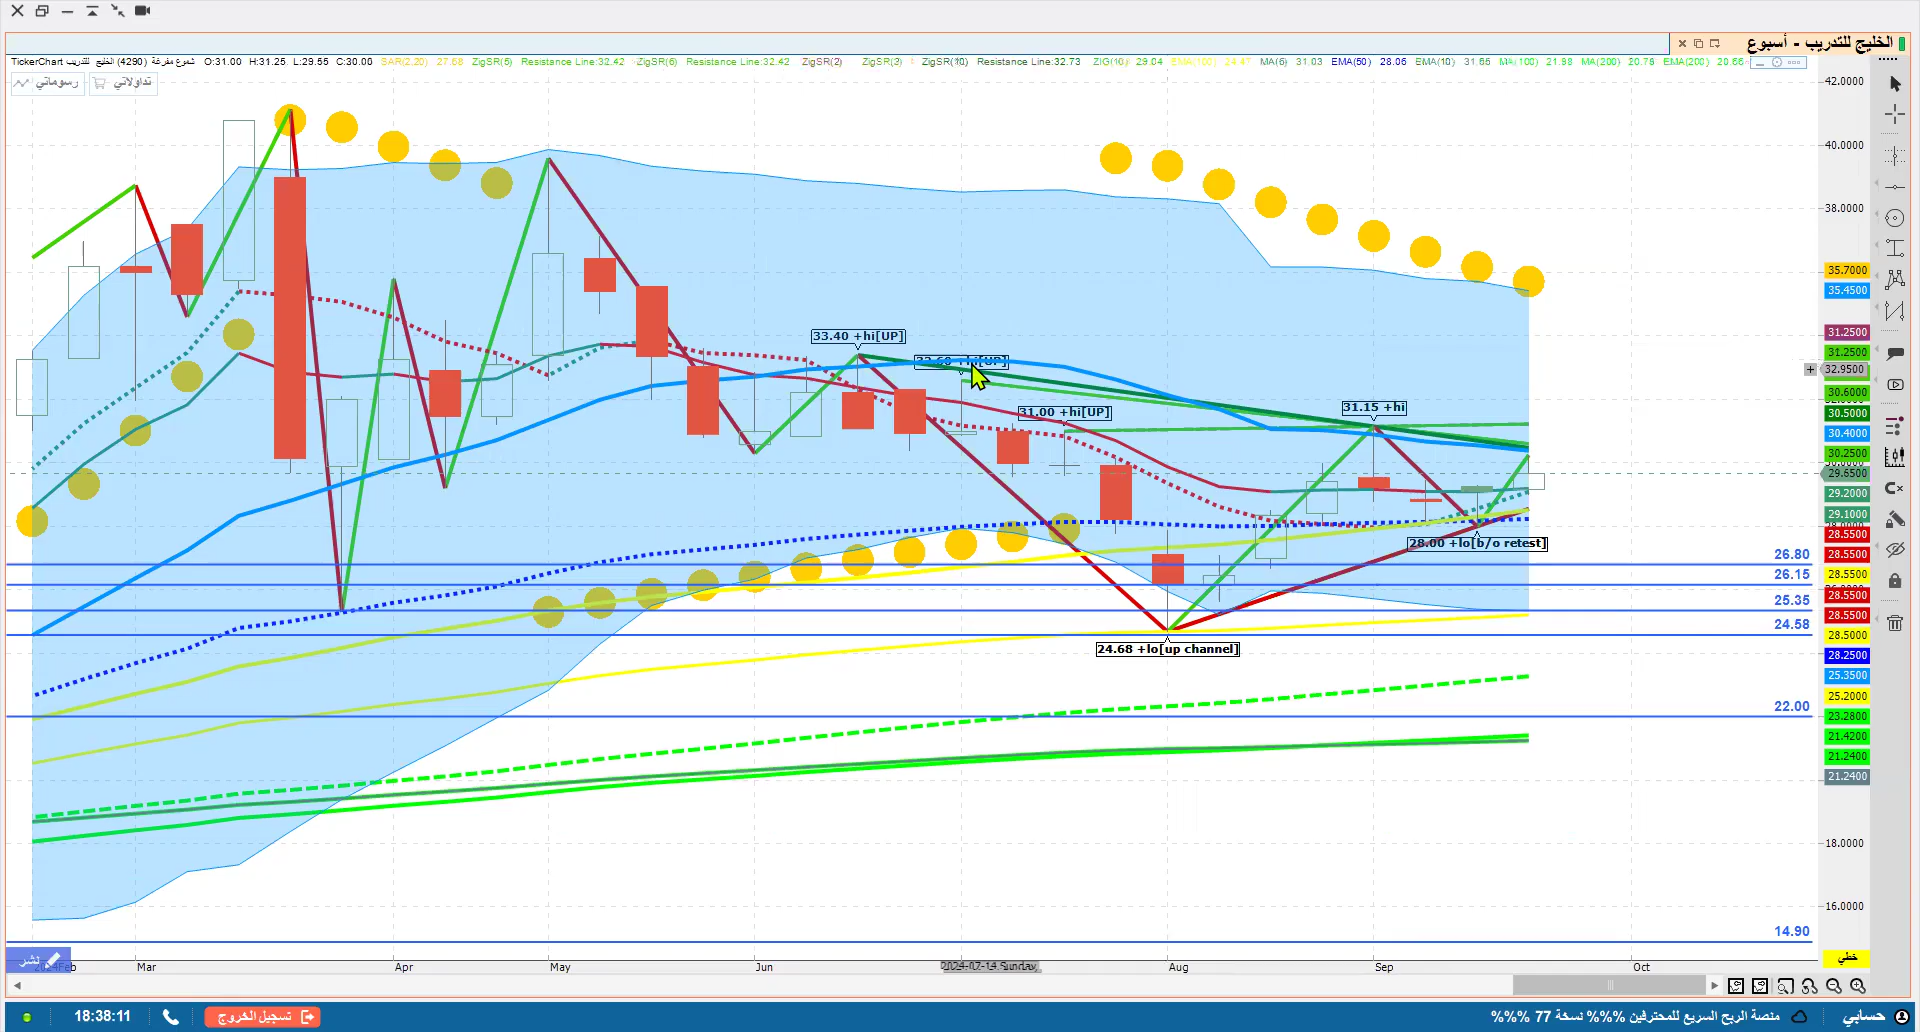 الخليج للتدريب - أسبوع
TickerChart شموع مفرغة (4290) الخليج للتدريب O:31.00 H:31.25 L:29.55 C:30.00 SAR(2,20) 27.68 ZigSR(5) Resistance Line:32.42 ZigSR(6) Resistance Line:32.42 ZigSR(2) ZigSR(2) ZigSR(10) Resistance Line:32.73 ZIG(10) 29.04 EMA(100) 24.47 MA(6) 31.03 EMA(50) 28.06 EMA(10) 31.66 MA(100) 21.98 MA(200) 20.76 EMA(200) 20.66
رسوماتي
تداولاتي
42.0000
40.0000
38.0000
35.7000
35.4500
31.2500
31.2500
32.9500
30.6000
30.5000
30.4000
30.2500
29.6500
29.2000
29.1000
28.5500
28.5500
28.5500
28.5500
28.5500
28.5000
28.2500
25.3500
25.2000
23.2800
21.4200
21.2400
21.2400
18.0000
16.0000
33.40 +hi[UP]
33.60 +hi[UP]
31.00 +hi[UP]
31.15 +hi
28.00 +lo[b/o retest]
24.68 +lo[up channel]
26.80
26.15
25.35
24.58
22.00
14.90
نشر
2024Feb
Mar
Apr
May
Jun
2024-07-14 Sunday
Aug
Sep
Oct
خطي
18:38:11
تسجيل الخروج
منصة الربح السريع للمحترفين %%% نسخة 77 %%%
حسابي